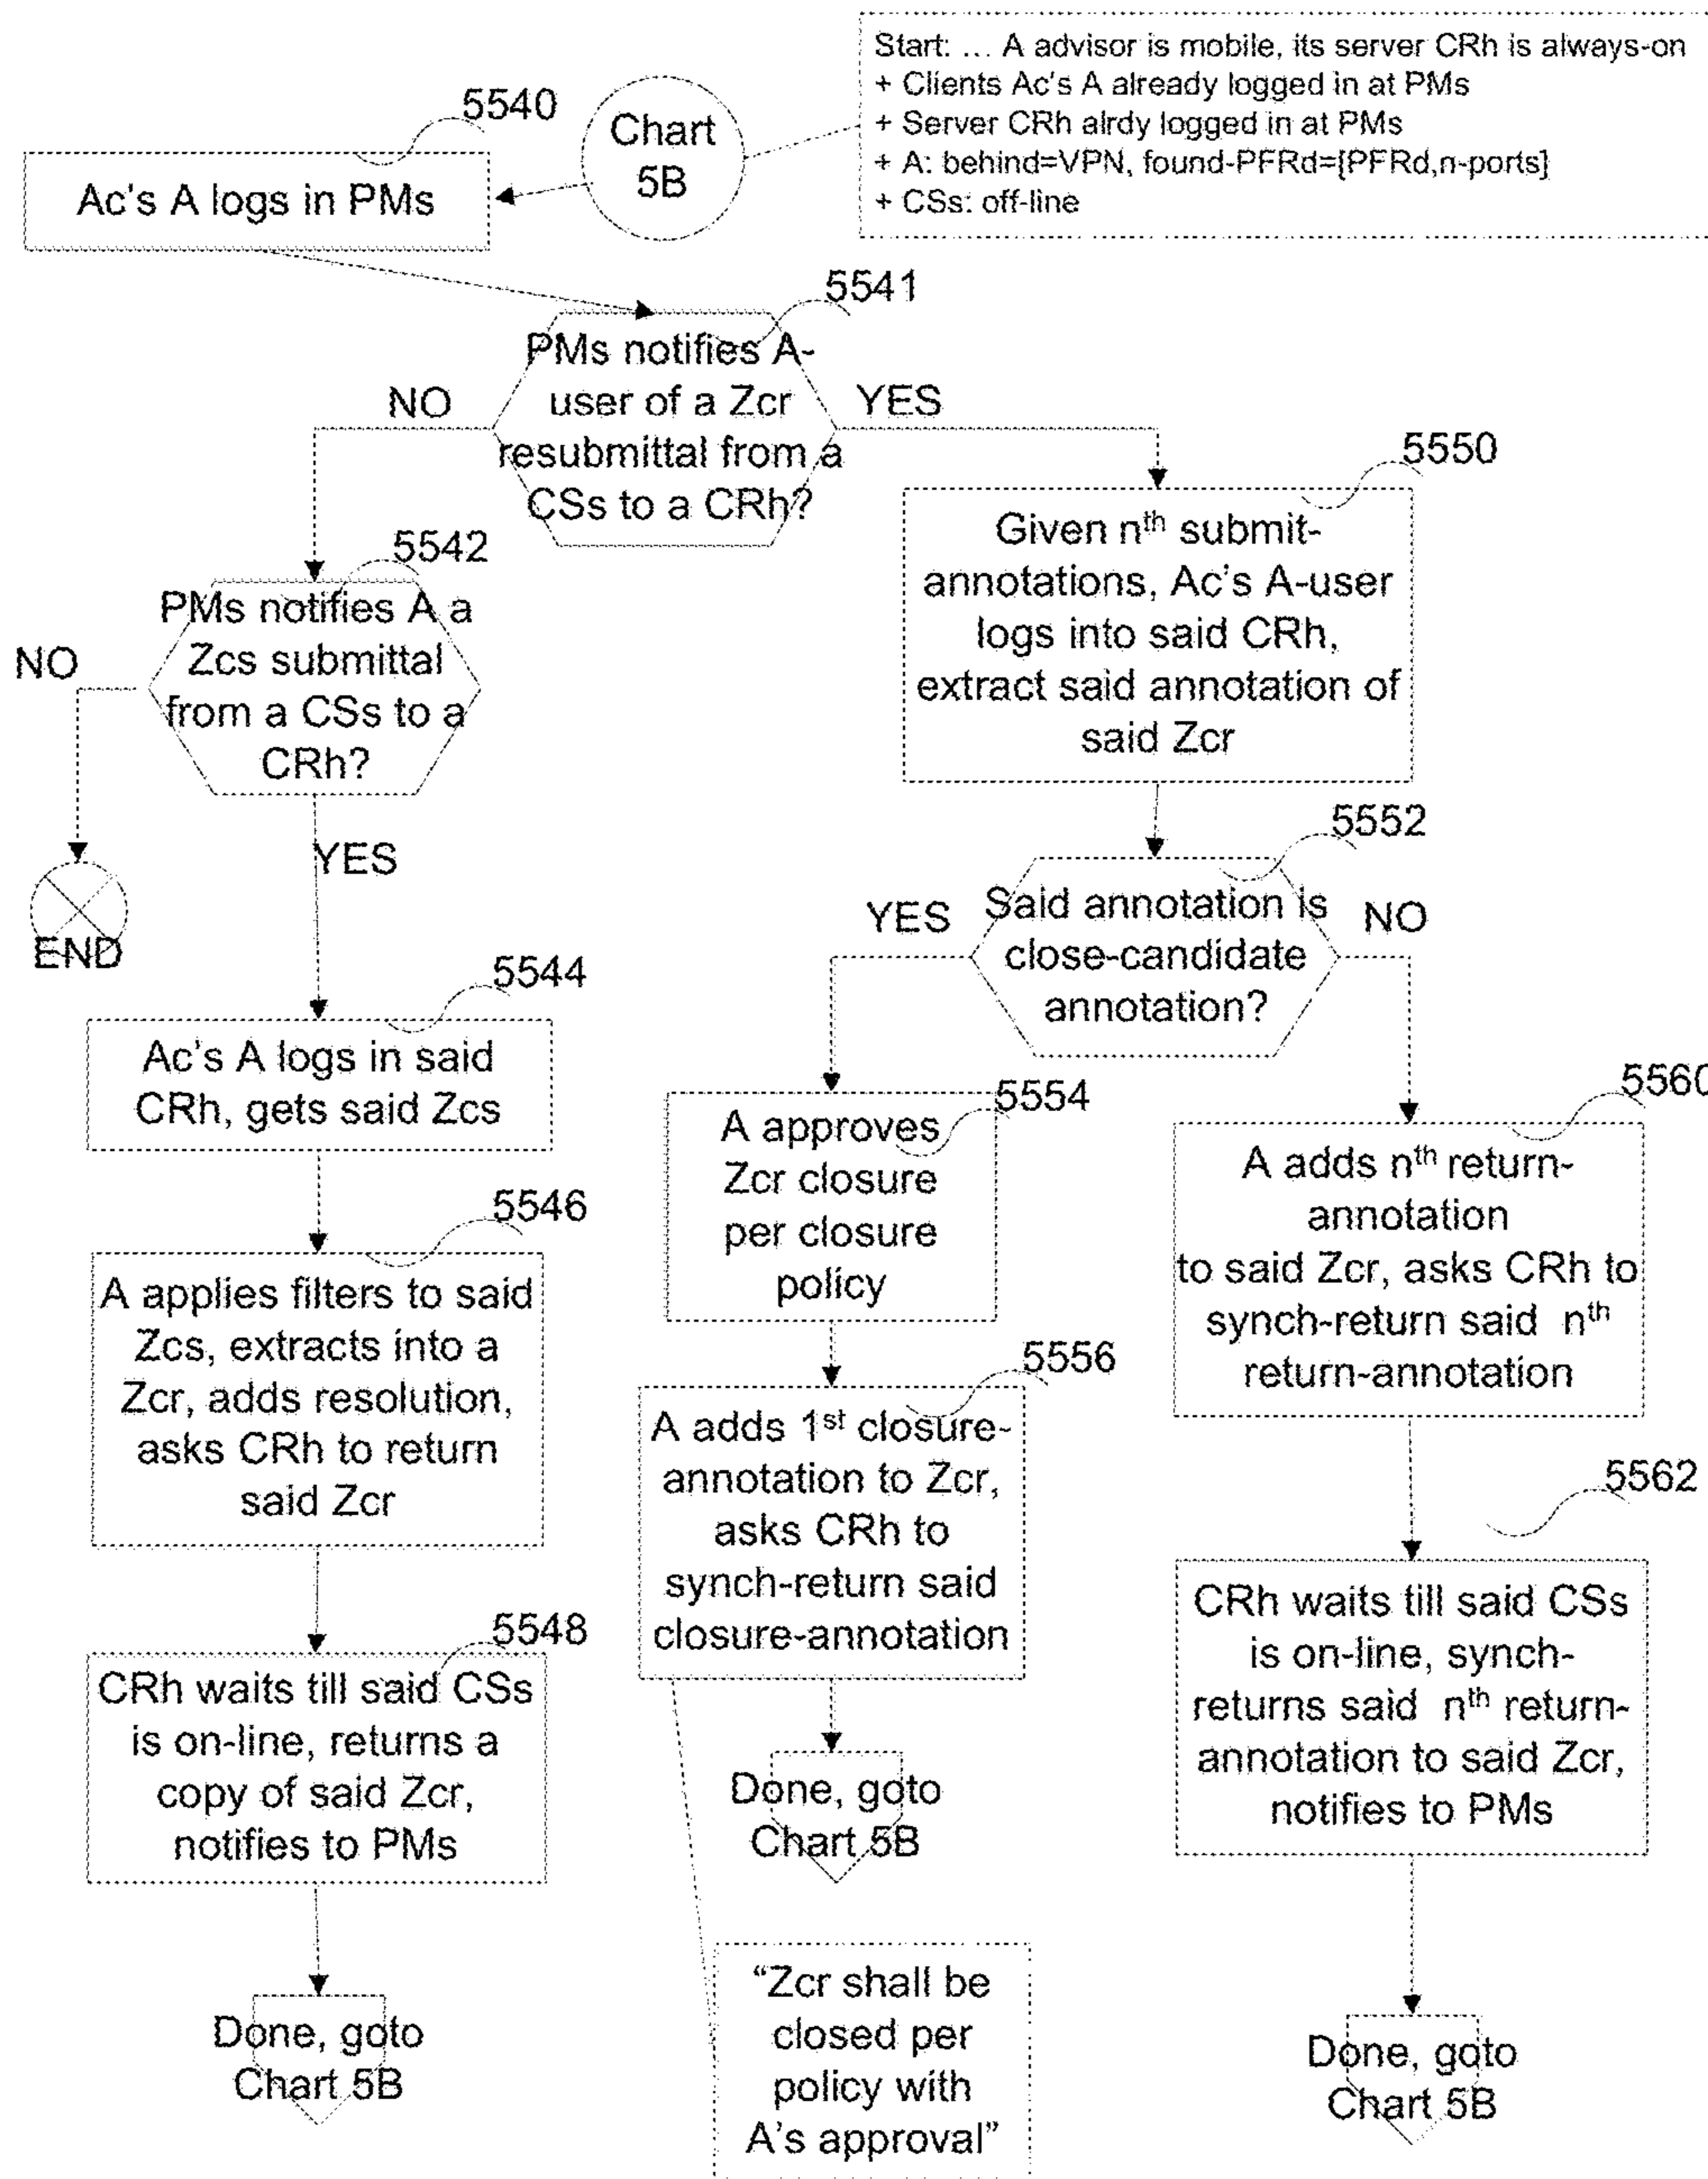 Start: ... A advisor is mobile, its server CRh is always-on
+ Clients Ac's A already logged in at PMs
+ Server CRh alrdy logged in at PMs
+ A: behind=VPN, found-PFRd=[PFRd,n-ports]
+ CSs: off-line
5540
Chart
5B
Ac's A logs in PMs
5541
PMs notifies A-
user of a Zcr
resubmittal from a
CSs to a CRh?
NO
YES
5542
PMs notifies A a
Zcs submittal
from a CSs to a
CRh?
NO
YES
END
5544
Ac's A logs in said
CRh, gets said Zcs
5546
A applies filters to said
Zcs, extracts into a
Zcr, adds resolution,
asks CRh to return
said Zcr
5548
CRh waits till said CSs
is on-line, returns a
copy of said Zcr,
notifies to PMs
Done, goto
Chart 5B
5550
Given nth submit-
annotations, Ac's A-user
logs into said CRh,
extract said annotation of
said Zcr
5552
Said annotation is
close-candidate
annotation?
YES
NO
5554
A approves
Zcr closure
per closure
policy
5556
A adds 1st closure-
annotation to Zcr,
asks CRh to
synch-return said
closure-annotation
Done, goto
Chart 5B
"Zcr shall be
closed per
policy with
A's approval"
5560
A adds nth return-
annotation
to said Zcr, asks CRh to
synch-return said nth
return-annotation
5562
CRh waits till said CSs
is on-line, synch-
returns said nth return-
annotation to said Zcr,
notifies to PMs
Done, goto
Chart 5B